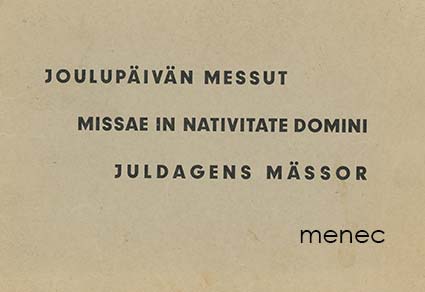 JOULUPÄIVÄN MESSUT
MISSAE IN NATIVITATE DOMINI
JULDAGENS MÄSSOR
menec